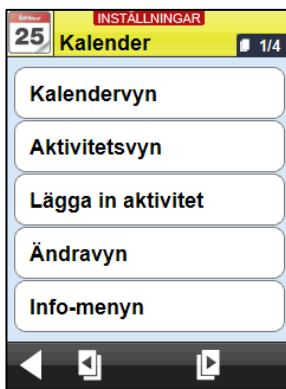 INSTÄLLNINGAR
25 Kalender 1/4
Kalendervyn
Aktivitetsvyn
Lägga in aktivitet
Ändravyn
Info-menyn